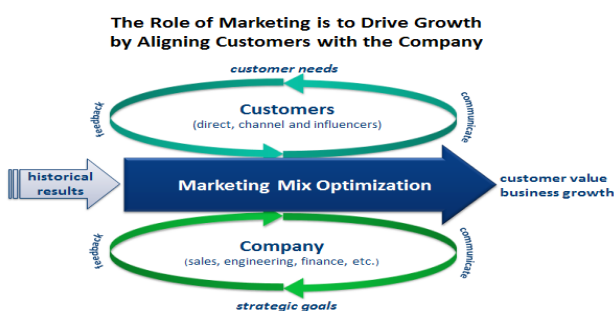 The Role of Marketing is to Drive Growth
by Aligning Customers with the Company
customer needs
feedback
Customers
(direct, channel and influencers)
communicate
historical
results
Marketing Mix Optimization
customer value
business growth
feedback
Company
(sales, engineering, finance, etc.)
communicate
strategic goals